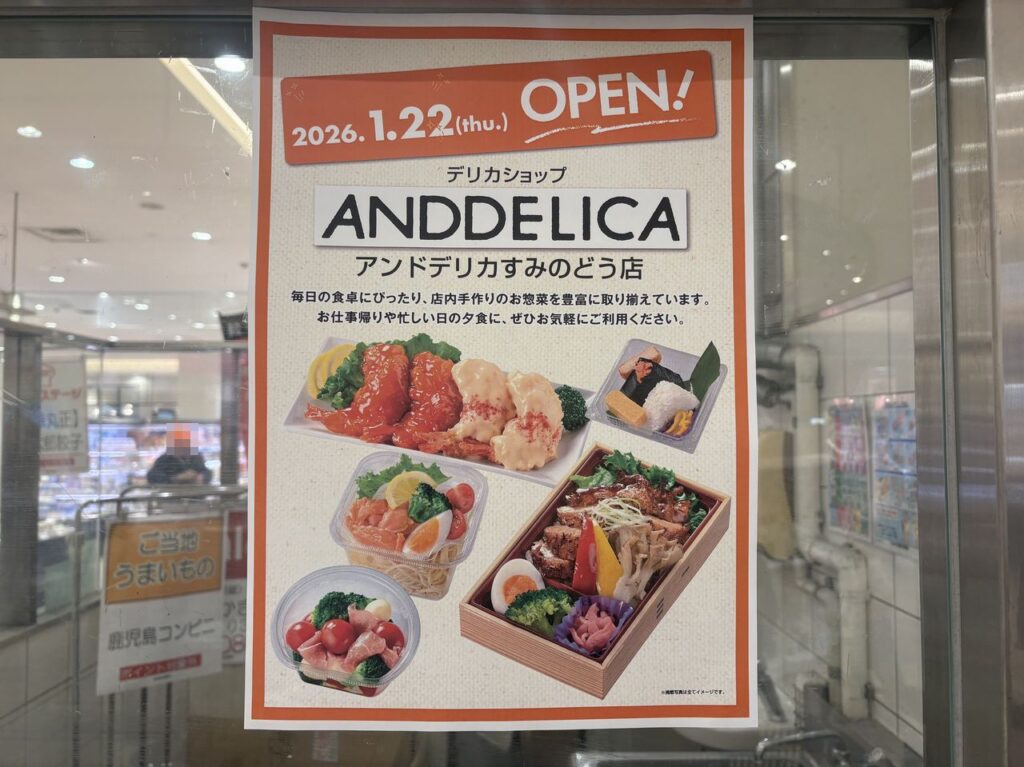 2026.1.22(thu.) OPEN!
デリカショップ
ANDDELICA
アンドデリカすみのどう店
毎日の食卓にぴったり、店内手作りのお惣菜を豊富に取り揃えています。
お仕事帰りや忙しい日の夕食に、ぜひお気軽にご利用ください。
※掲載写真は全てイメージです。
ご当地
うまいもの
鹿児島コンビニ